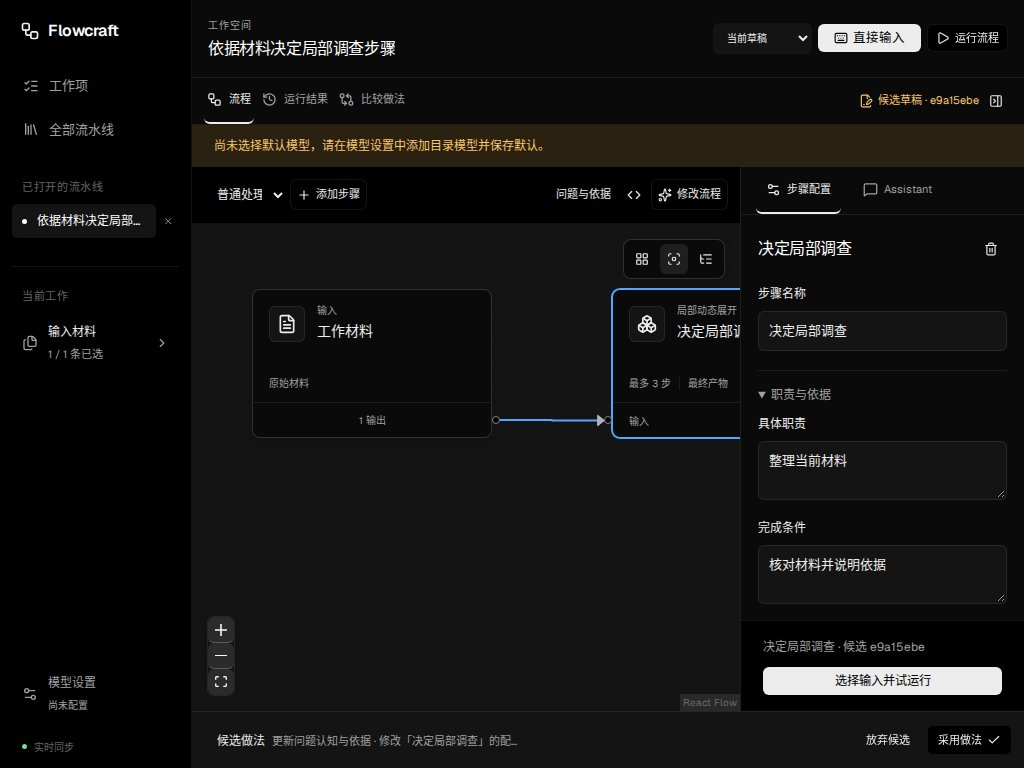 Flowcraft
工作项
全部流水线
已打开的流水线
依据材料决定局部…
当前工作
输入材料
1 / 1 条已选
模型设置
尚未配置
实时同步
工作空间
依据材料决定局部调查步骤
当前草稿
直接输入
运行流程
流程
运行结果
比较做法
候选草稿 · e9a15ebe
尚未选择默认模型，请在模型设置中添加目录模型并保存默认。
普通处理
添加步骤
问题与依据
修改流程
输入
工作材料
原始材料
1 输出
局部动态展开
决定局部调
最多 3 步
最终产物
输入
React Flow
步骤配置
Assistant
决定局部调查
步骤名称
决定局部调查
职责与依据
具体职责
整理当前材料
完成条件
核对材料并说明依据
决定局部调查 · 候选 e9a15ebe
选择输入并试运行
候选做法
更新问题认知与依据 · 修改「决定局部调查」的配…
放弃候选
采用做法